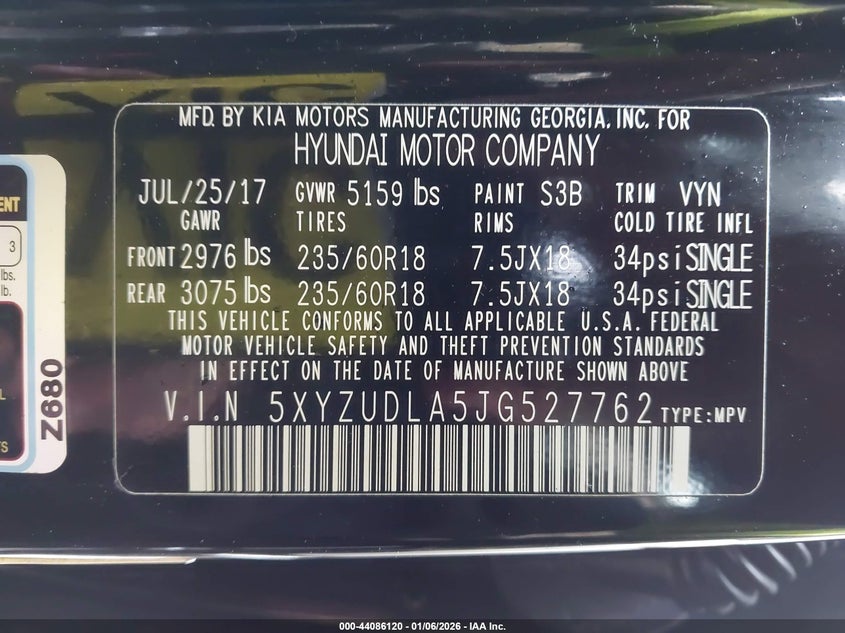 MFD. BY KIA MOTORS MANUFACTURING GEORGIA, INC. FOR
HYUNDAI MOTOR COMPANY
JUL/25/17 GVWR 5159 lbs PAINT S3B TRIM VYN
GAWR TIRES RIMS COLD TIRE INFL
FRONT 2976 lbs 235/60R18 7.5JX18 34psi SINGLE
REAR 3075 lbs 235/60R18 7.5JX18 34psi SINGLE
THIS VEHICLE CONFORMS TO ALL APPLICABLE U.S.A. FEDERAL
MOTOR VEHICLE SAFETY AND THEFT PREVENTION STANDARDS
IN EFFECT ON THE DATE OF MANUFACTURE SHOWN ABOVE
V.I.N 5XYZUDLA5JG527762 TYPE:MPV
3
lbs.
lb.
Z680
000-44086120 - 01/06/2026 - IAA Inc.